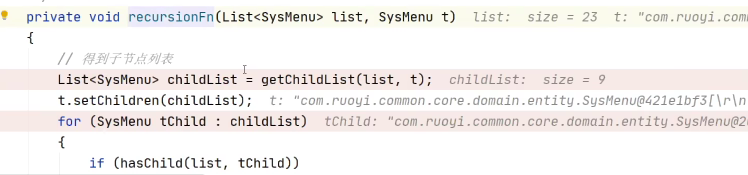 private void recursionFn(List<SysMenu> list, SysMenu t)  list:  size = 23  t: "com.ruoyi.com
{
// 得到子节点列表
List<SysMenu> childList = getChildList(list, t);  childList:  size = 9
t.setChildren(childList);  t: "com.ruoyi.common.core.domain.entity.SysMenu@421e1bf3[\r\n
for (SysMenu tChild : childList)  tChild: "com.ruoyi.common.core.domain.entity.SysMenu@2
{
if (hasChild(list, tChild))